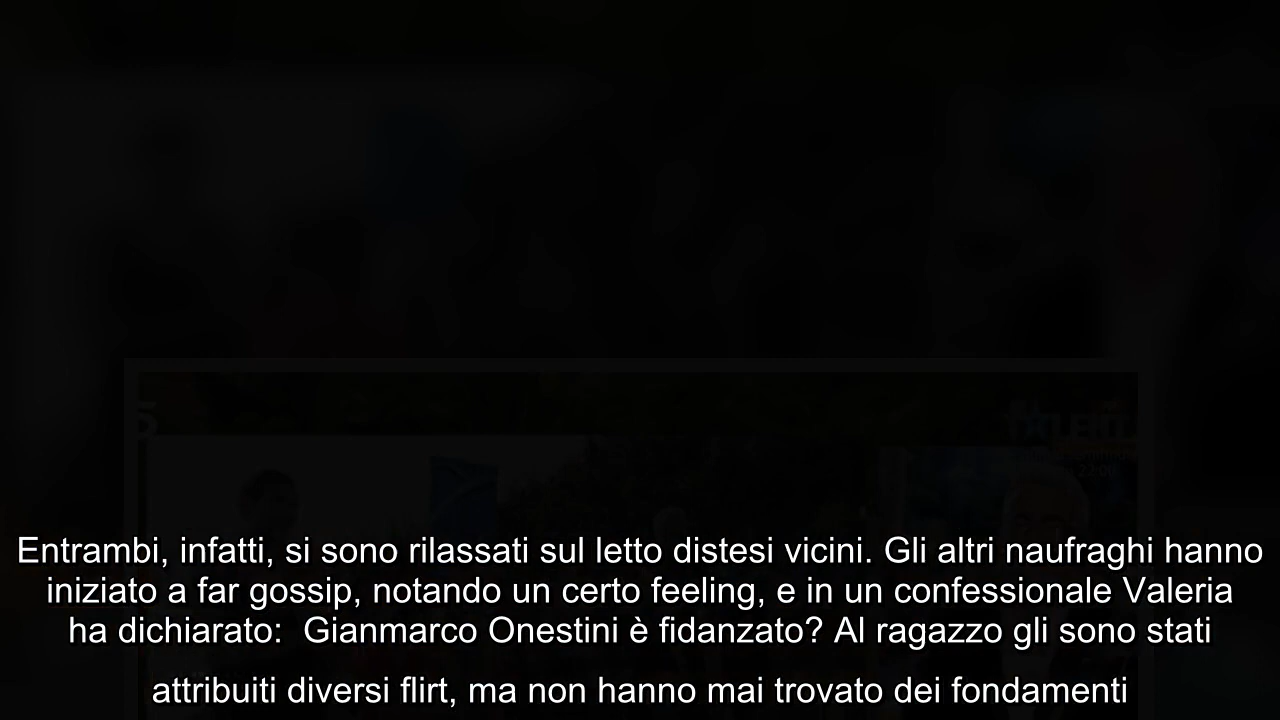 5
TALENT
Entrambi, infatti, si sono rilassati sul letto distesi vicini. Gli altri naufraghi hanno
iniziato a far gossip, notando un certo feeling, e in un confessionale Valeria
ha dichiarato:  Gianmarco Onestini è fidanzato? Al ragazzo gli sono stati
attribuiti diversi flirt, ma non hanno mai trovato dei fondamenti